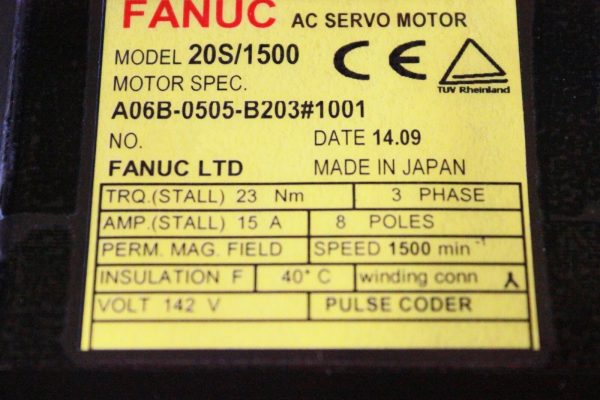 FANUC AC SERVO MOTOR
MODEL 20S/1500
MOTOR SPEC.
TUV Rheinland
A06B-0505-B203#1001
NO. DATE 14.09
FANUC LTD MADE IN JAPAN
TRQ.(STALL) 23 Nm 3 PHASE
AMP.(STALL) 15 A 8 POLES
PERM. MAG. FIELD SPEED 1500 min⁻¹
INSULATION F 40° C winding conn
VOLT 142 V PULSE CODER